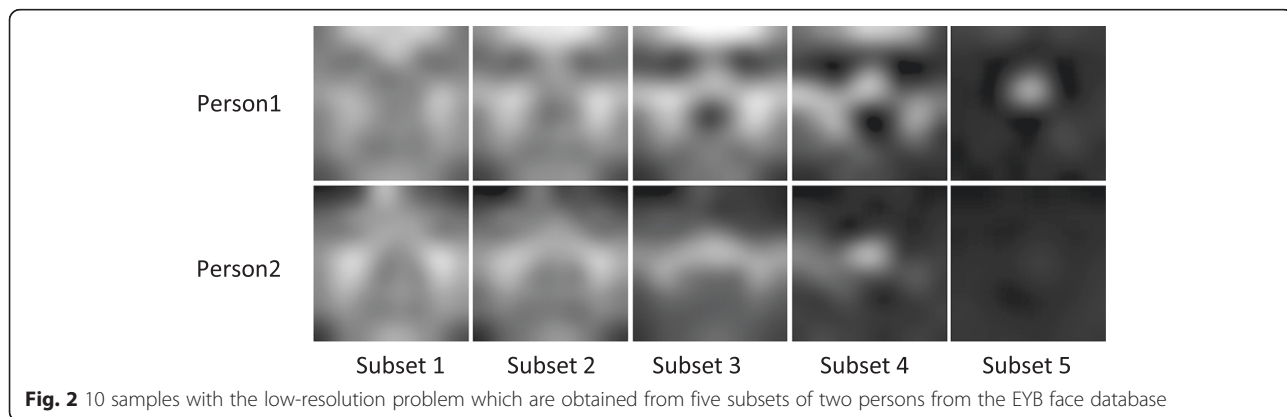 Person1
Person2
Subset 1 Subset 2 Subset 3 Subset 4 Subset 5
Fig. 2 10 samples with the low-resolution problem which are obtained from five subsets of two persons from the EYB face database